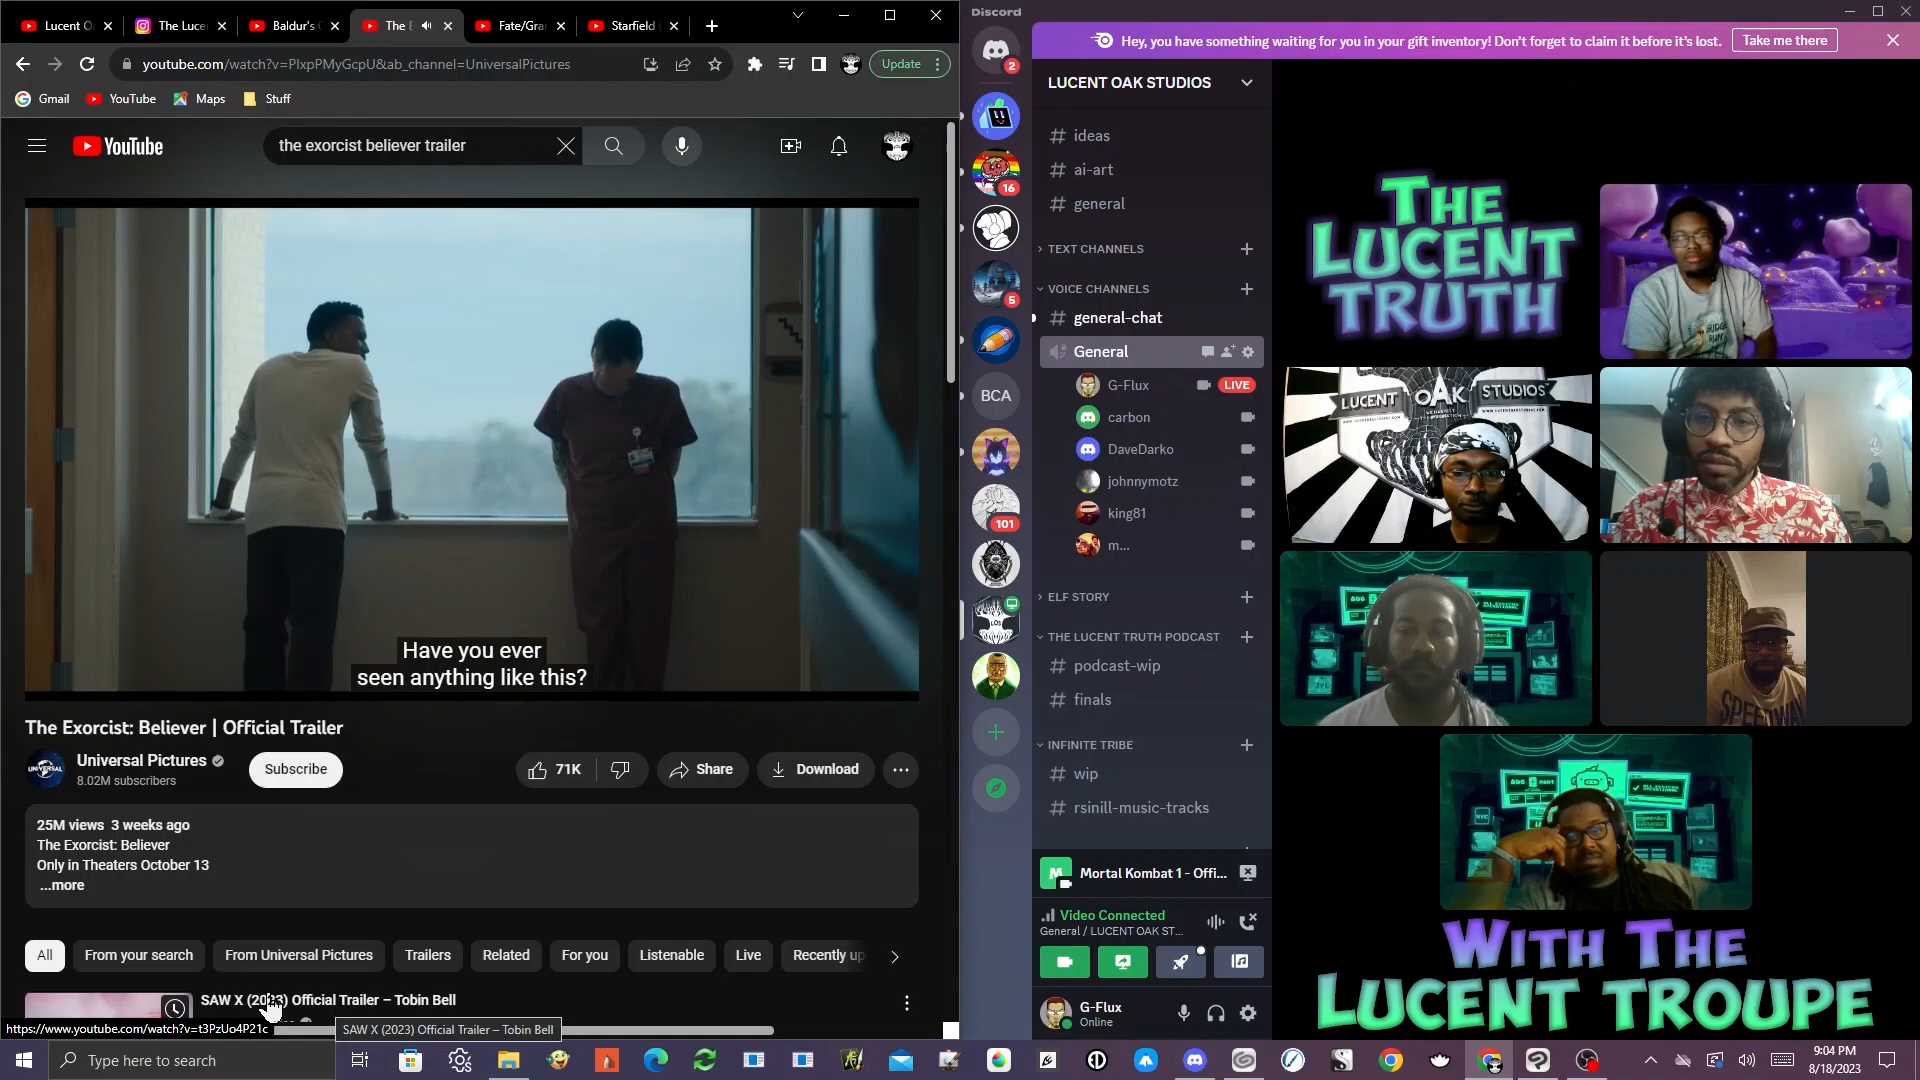 Lucent O
The Luce
Baldur's
The E
Fate/Gra
Starfield
youtube.com/watch?v=PIxpPMyGcpU&ab_channel=UniversalPictures
Update
Gmail
YouTube
Maps
Stuff
YouTube
the exorcist believer trailer
Have you ever
seen anything like this?
The Exorcist: Believer | Official Trailer
UNIVERSAL
Universal Pictures
8.02M subscribers
Subscribe
71K
Share
Download
25M views 3 weeks ago
The Exorcist: Believer
Only in Theaters October 13
...more
All
From your search
From Universal Pictures
Trailers
Related
For you
Listenable
Live
Recently up
SAW X (2023) Official Trailer – Tobin Bell
https://www.youtube.com/watch?v=t3PzUo4P21c
SAW X (2023) Official Trailer – Tobin Bell
Discord
Hey, you have something waiting for you in your gift inventory! Don't forget to claim it before it's lost.
Take me there
2
16
5
BCA
101
LOS
LUCENT OAK STUDIOS
# ideas
# ai-art
# general
TEXT CHANNELS
VOICE CHANNELS
# general-chat
General
G-Flux
LIVE
carbon
DaveDarko
johnnymotz
king81
m...
ELF STORY
THE LUCENT TRUTH PODCAST
# podcast-wip
# finals
INFINITE TRIBE
# wip
# rsinill-music-tracks
Mortal Kombat 1 - Offi...
Video Connected
General / LUCENT OAK ST...
G-Flux
Online
THE
LUCENT
TRUTH
LUCENT OAK STUDIOS
SPEEDWAY
WITH THE
LUCENT TROUPE
Type here to search
9:04 PM
8/18/2023